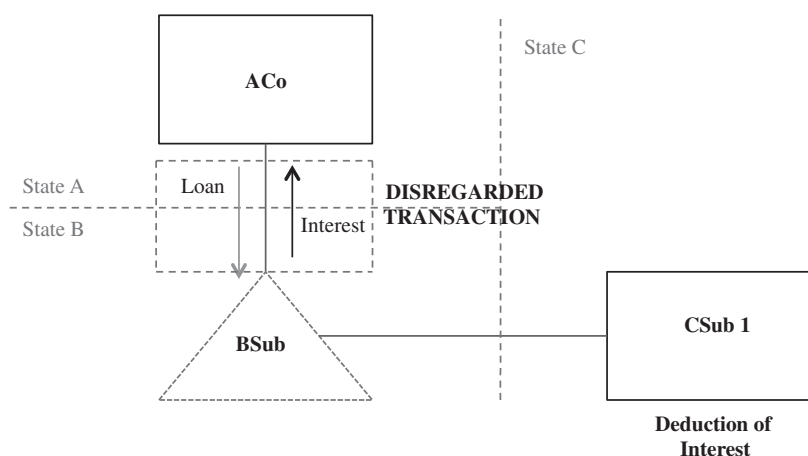 State C
ACo
State A
State B
Loan
Interest
DISREGARDED
TRANSACTION
BSub
CSub 1
Deduction of
Interest